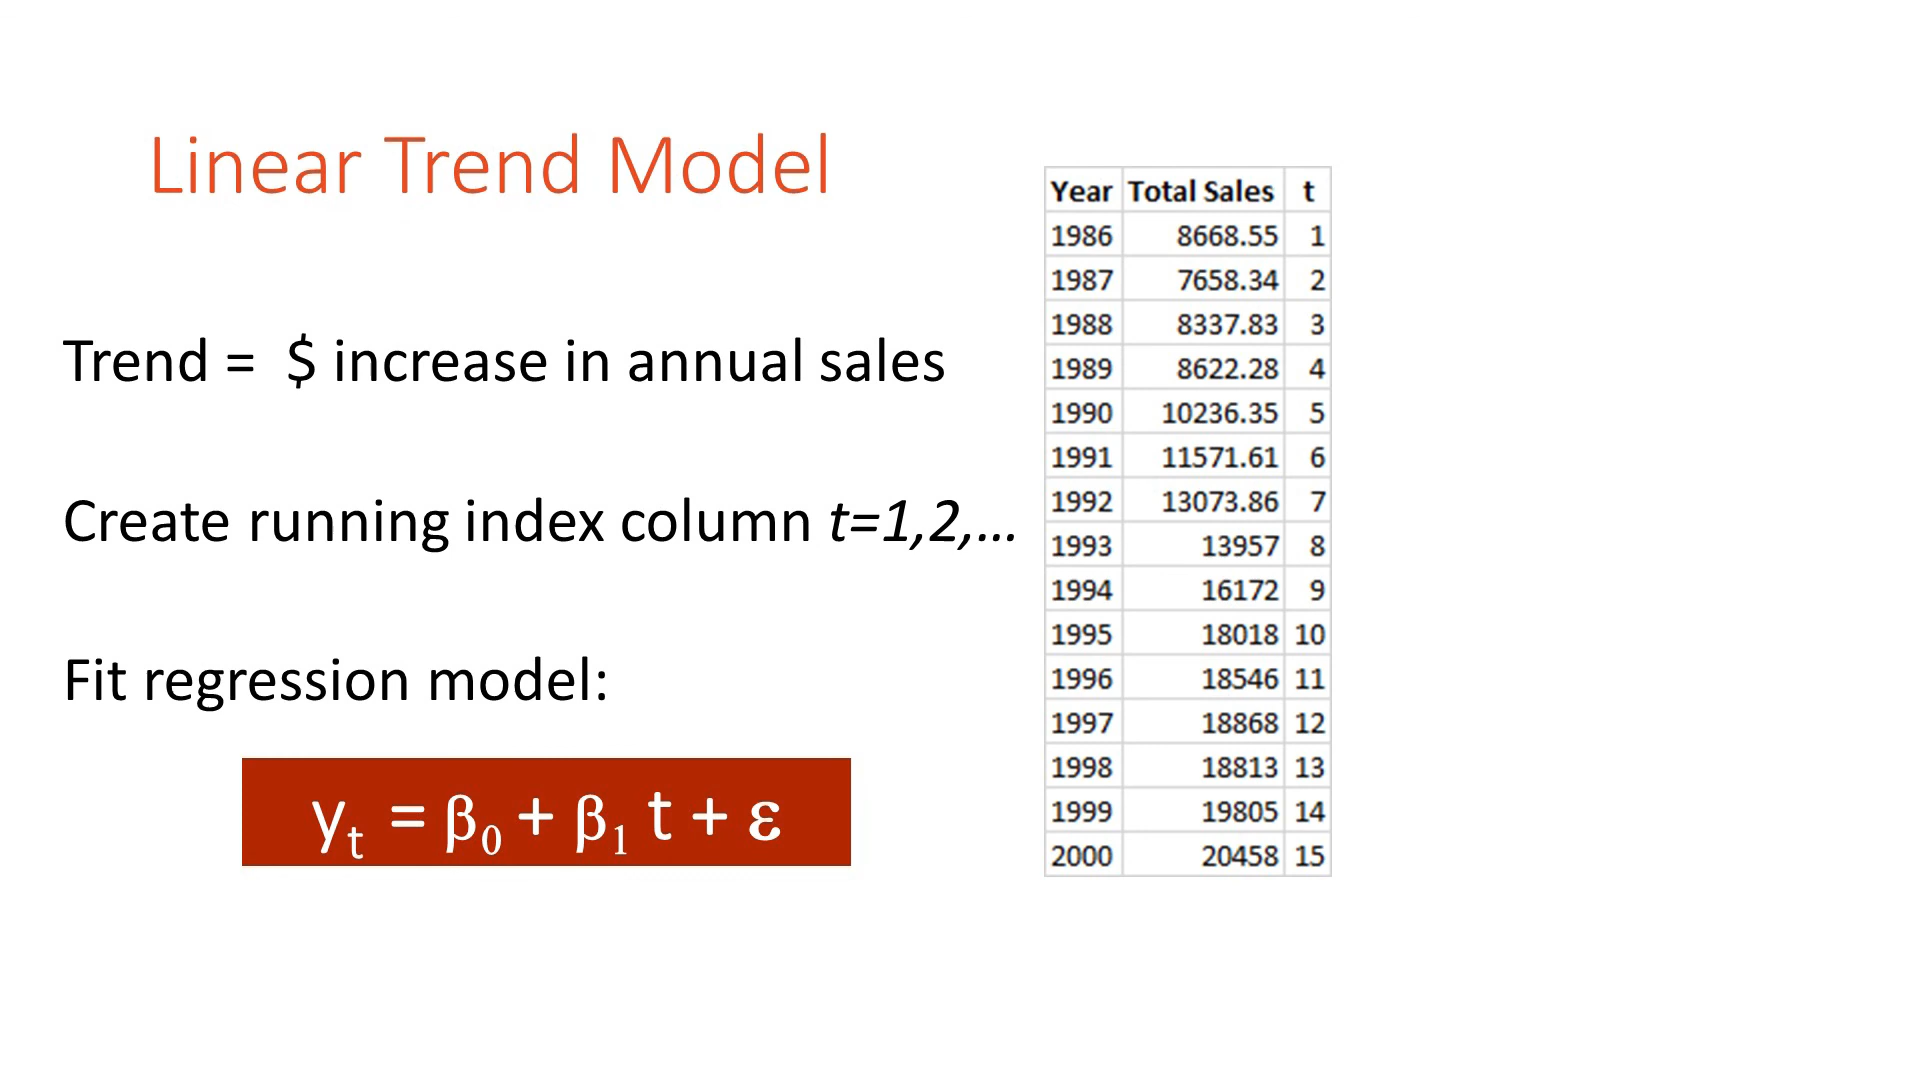 Linear Trend Model
Trend = $ increase in annual sales
Create running index column t=1,2,...
Fit regression model:
yt = β0 + β1 t + ε
Year Total Sales t
1986 8668.55 1
1987 7658.34 2
1988 8337.83 3
1989 8622.28 4
1990 10236.35 5
1991 11571.61 6
1992 13073.86 7
1993 13957 8
1994 16172 9
1995 18018 10
1996 18546 11
1997 18868 12
1998 18813 13
1999 19805 14
2000 20458 15